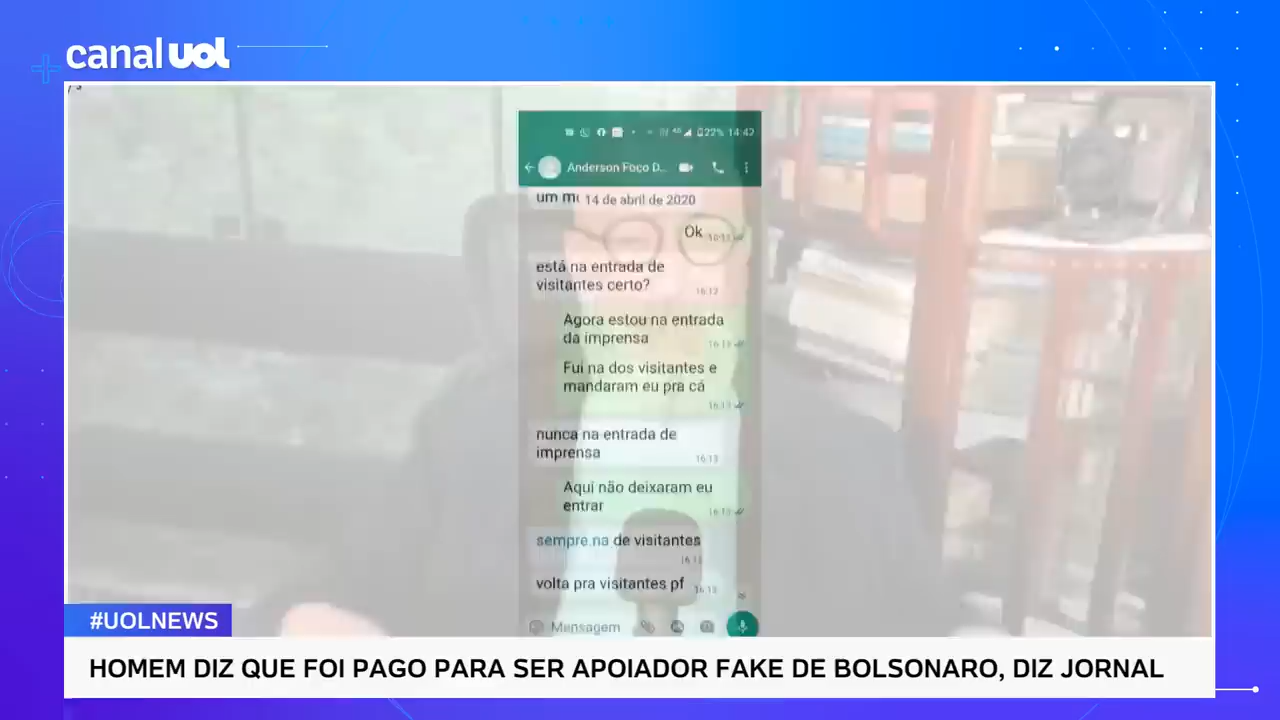 canal uol
22% 14:42
Anderson Foco D...
um m
14 de abril de 2020
Ok
está na entrada de
visitantes certo?
16:12
Agora estou na entrada
da imprensa
16:13
Fui na dos visitantes e
mandaram eu pra cá
16:13
nunca na entrada de
imprensa
16:13
Aqui não deixaram eu
entrar
16:13
sempre na de visitantes
16:13
volta pra visitantes pf
16:13
Mensagem
#UOLNEWS
HOMEM DIZ QUE FOI PAGO PARA SER APOIADOR FAKE DE BOLSONARO, DIZ JORNAL